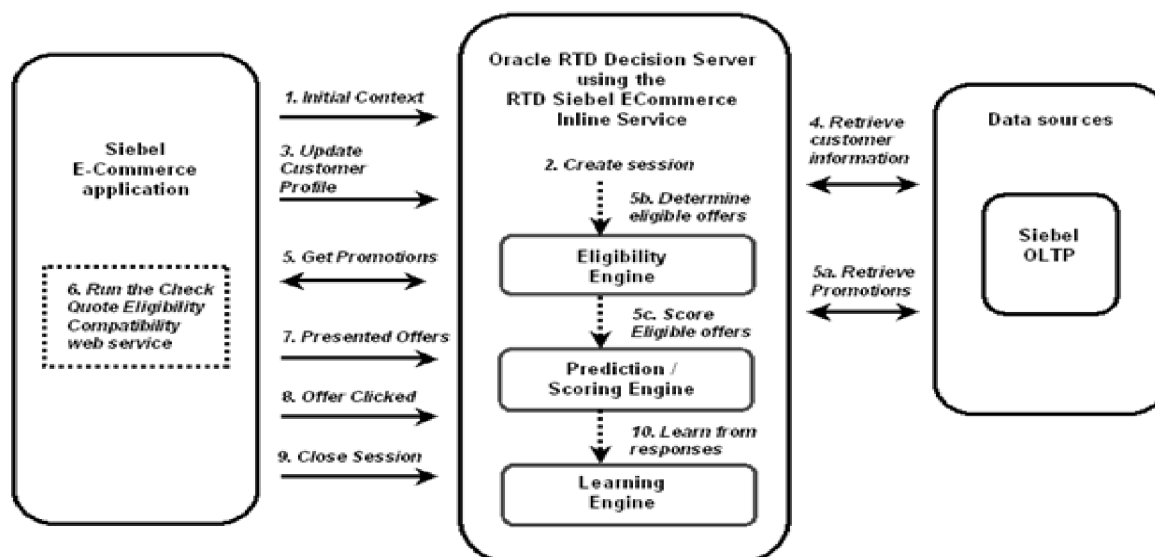 Siebel
E-Commerce
application
6. Run the Check
Quote Eligibility
Compatibility
web service
1. Initial Context
3. Update
Customer
Profile
5. Get Promotions
7. Presented Offers
8. Offer Clicked
9. Close Session
Oracle RTD Decision Server
using the
RTD Siebel ECommerce
Inline Service
2. Create session
5b. Determine
eligible offers
Eligibility
Engine
5c. Score
Eligible offers
Prediction /
Scoring Engine
10. Learn from
responses
Learning
Engine
4. Retrieve
customer
information
5a. Retrieve
Promotions
Data sources
Siebel
OLTP